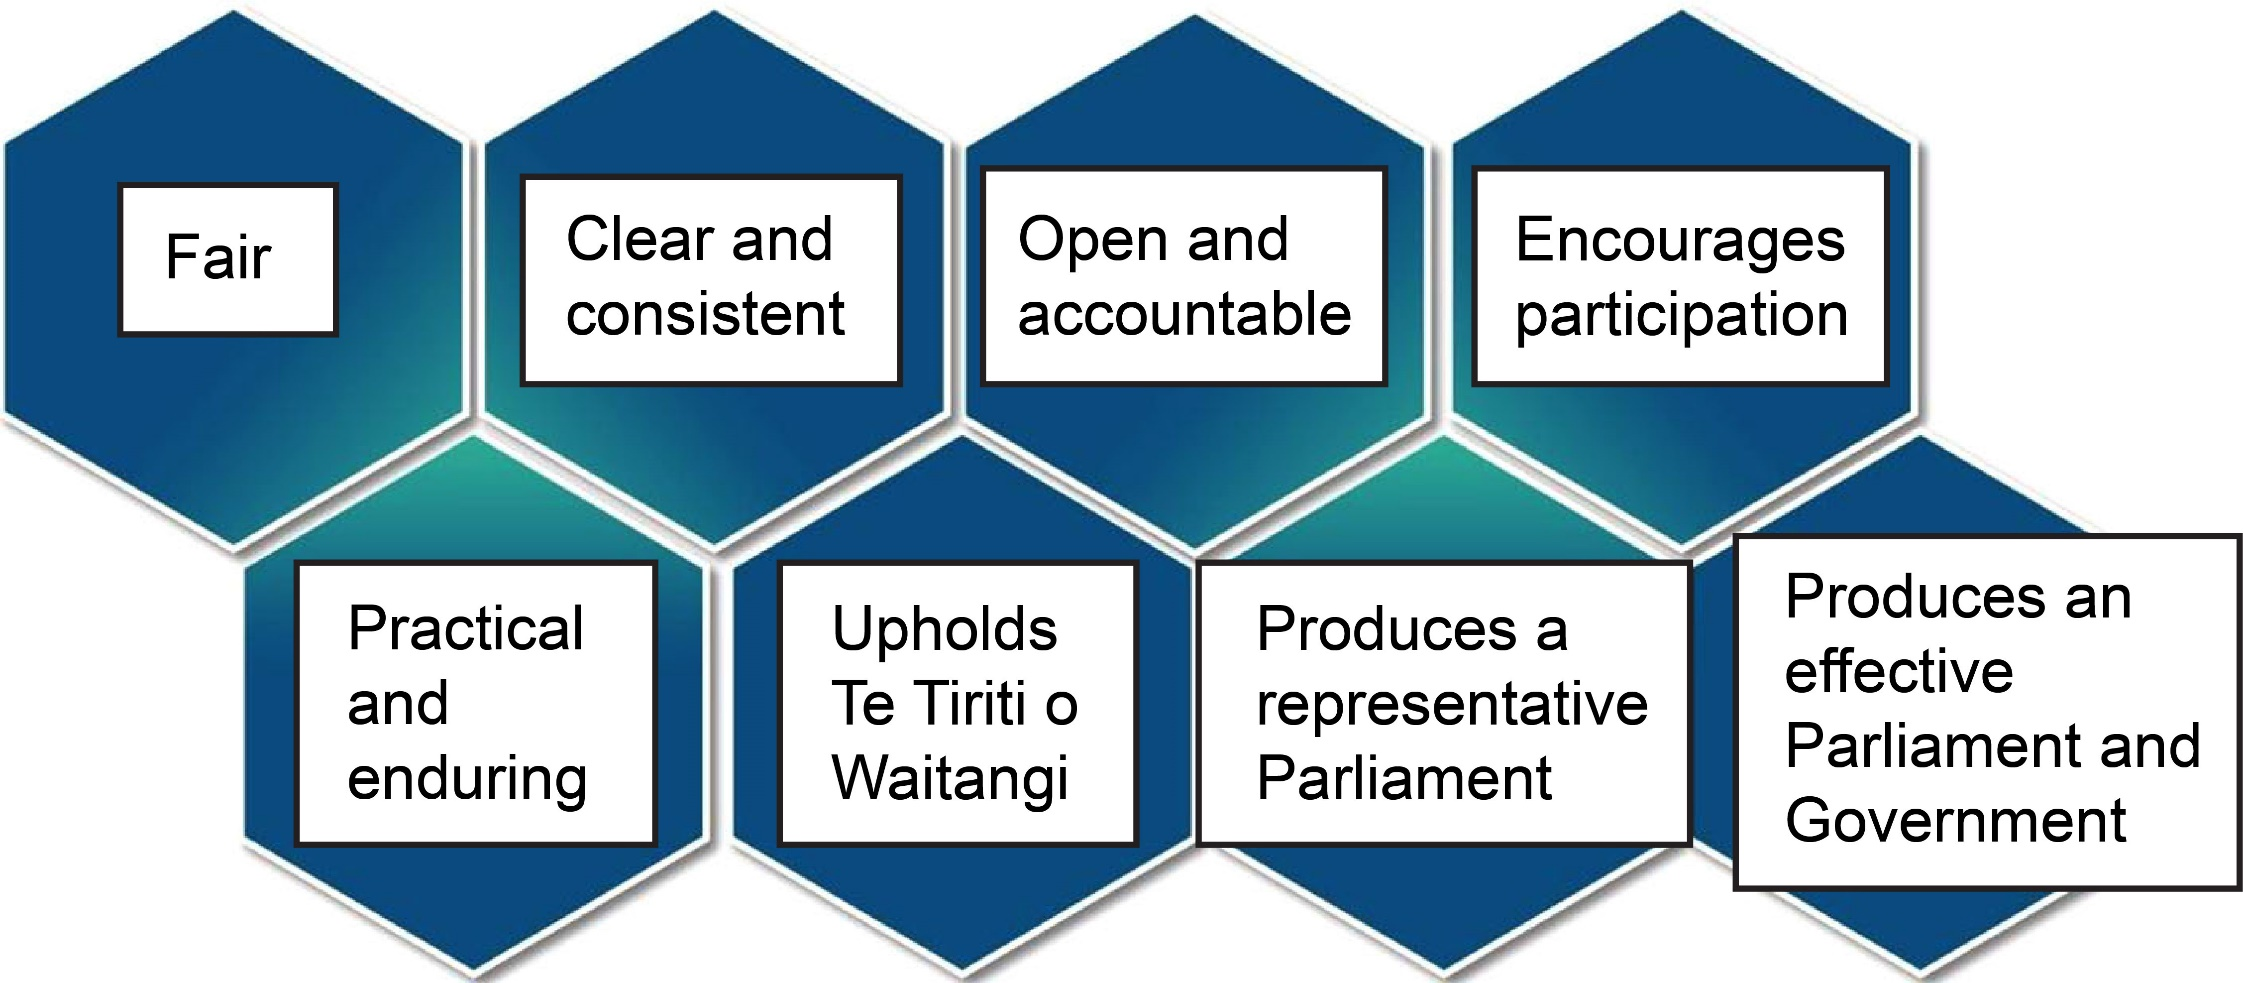 Fair
Clear and
consistent
Open and
accountable
Encourages
participation
Practical
and
enduring
Upholds
Te Tiriti o
Waitangi
Produces a
representative
Parliament
Produces an
effective
Parliament and
Government